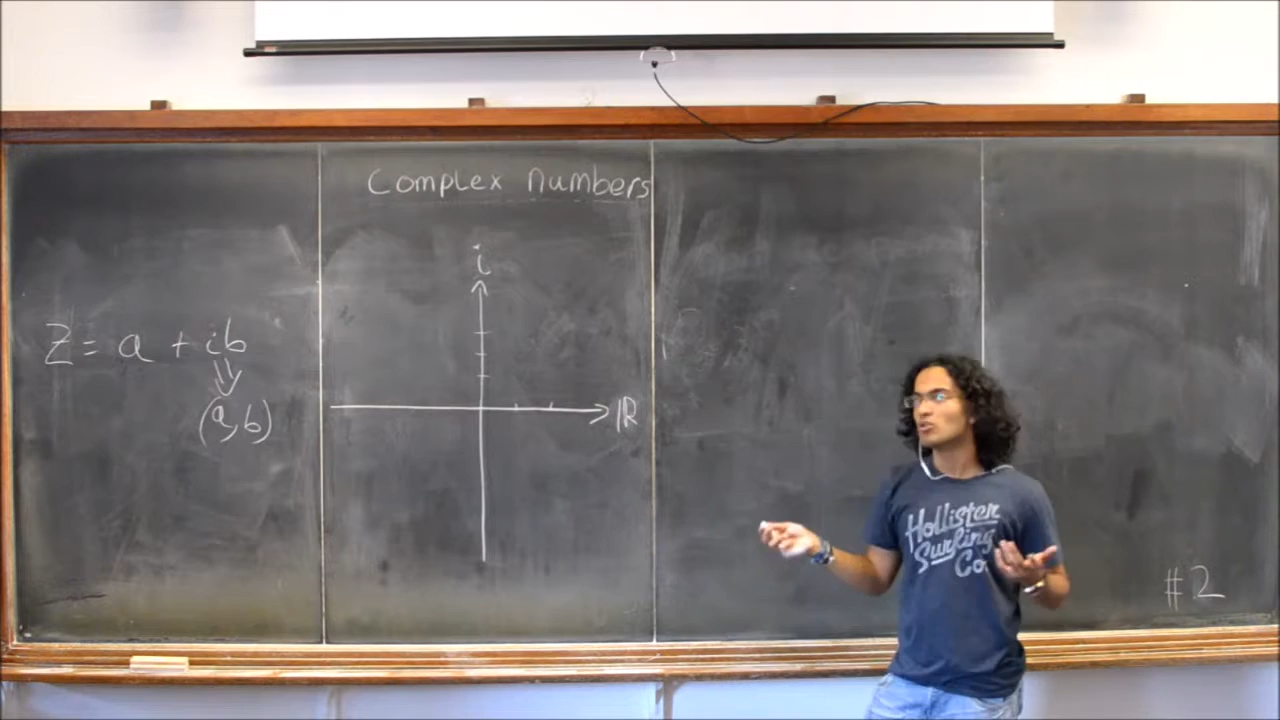 Complex numbers
i
Z = a + ib
(a,b)
ℝ
Hollister
Surfing
Co.
#2